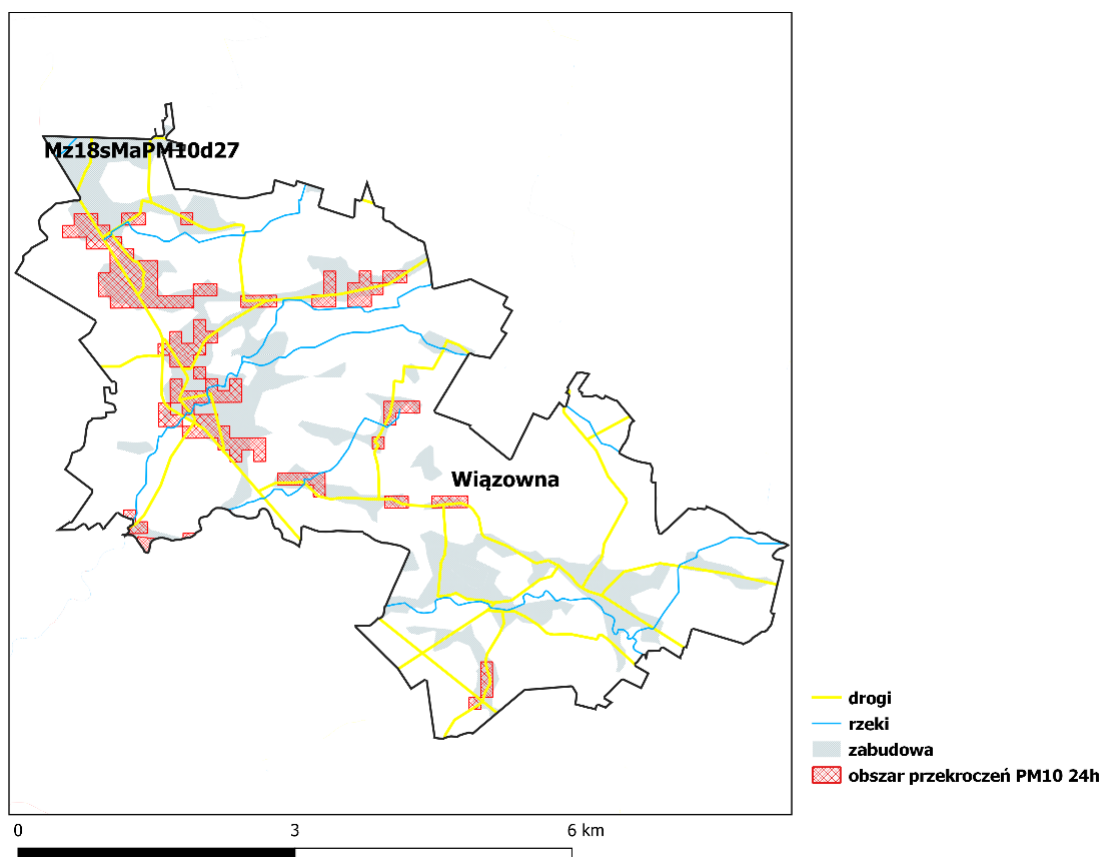 Mz18sMaPM10d27
Wiązowna
drogi
rzeki
zabudowa
obszar przekroczeń PM10 24h
0 3 6 km